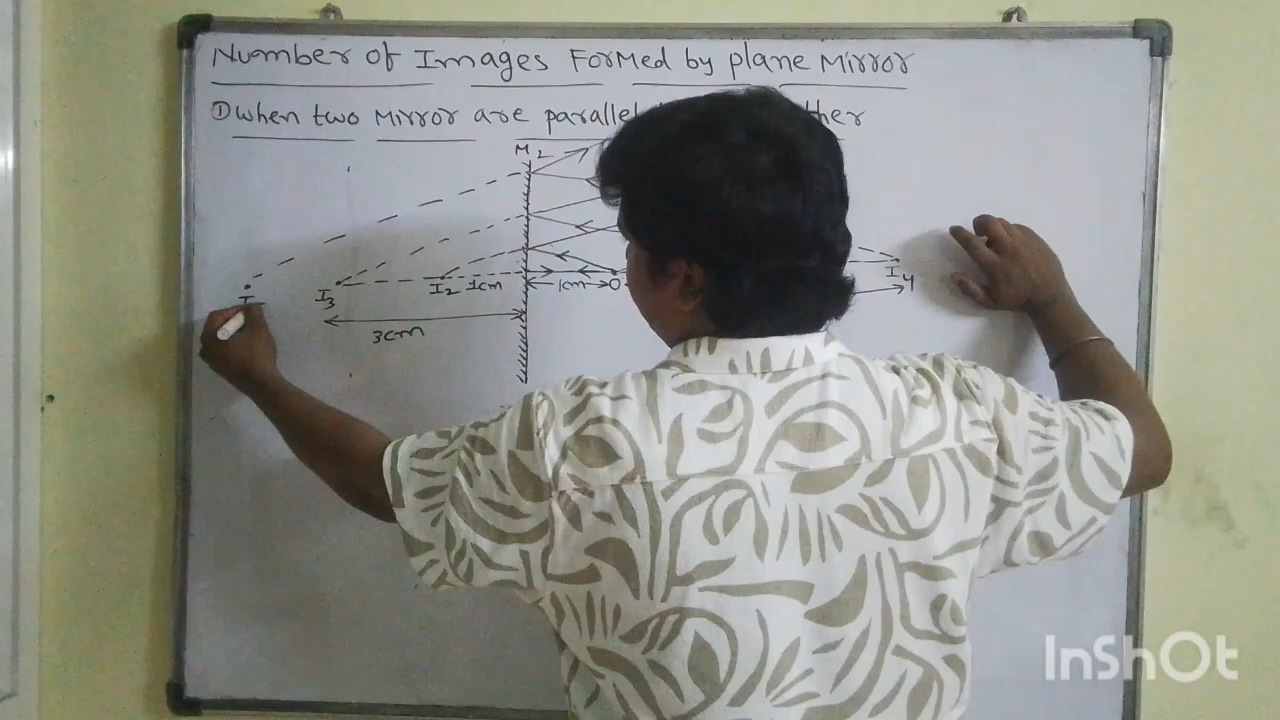 Number of Images Formed by plane Mirror
① when two Mirror are parallel ther
M2
I4
I2 1cm 1cm O
I3
I
3cm
InShOt